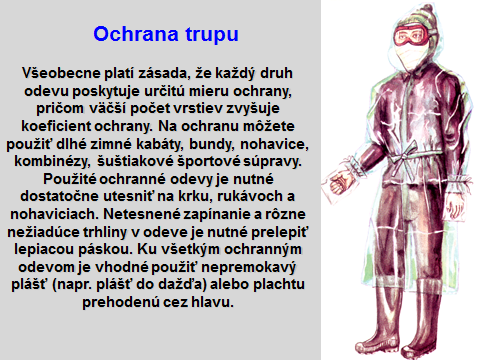 Ochrana trupu
Všeobecne platí zásada, že každý druh
odevu poskytuje určitú mieru ochrany,
pričom väčší počet vrstiev zvyšuje
koeficient ochrany. Na ochranu môžete
použiť dlhé zimné kabáty, bundy, nohavice,
kombinézy, šuštiakové športové súpravy.
Použité ochranné odevy je nutné
dostatočne utesniť na krku, rukávoch a
nohaviciach. Netesnené zapínanie a rôzne
nežiadúce trhliny v odeve je nutné prelepiť
lepiacou páskou. Ku všetkým ochranným
odevom je vhodné použiť nepremokavý
plášť (napr. plášť do dažďa) alebo plachtu
prehodenú cez hlavu.